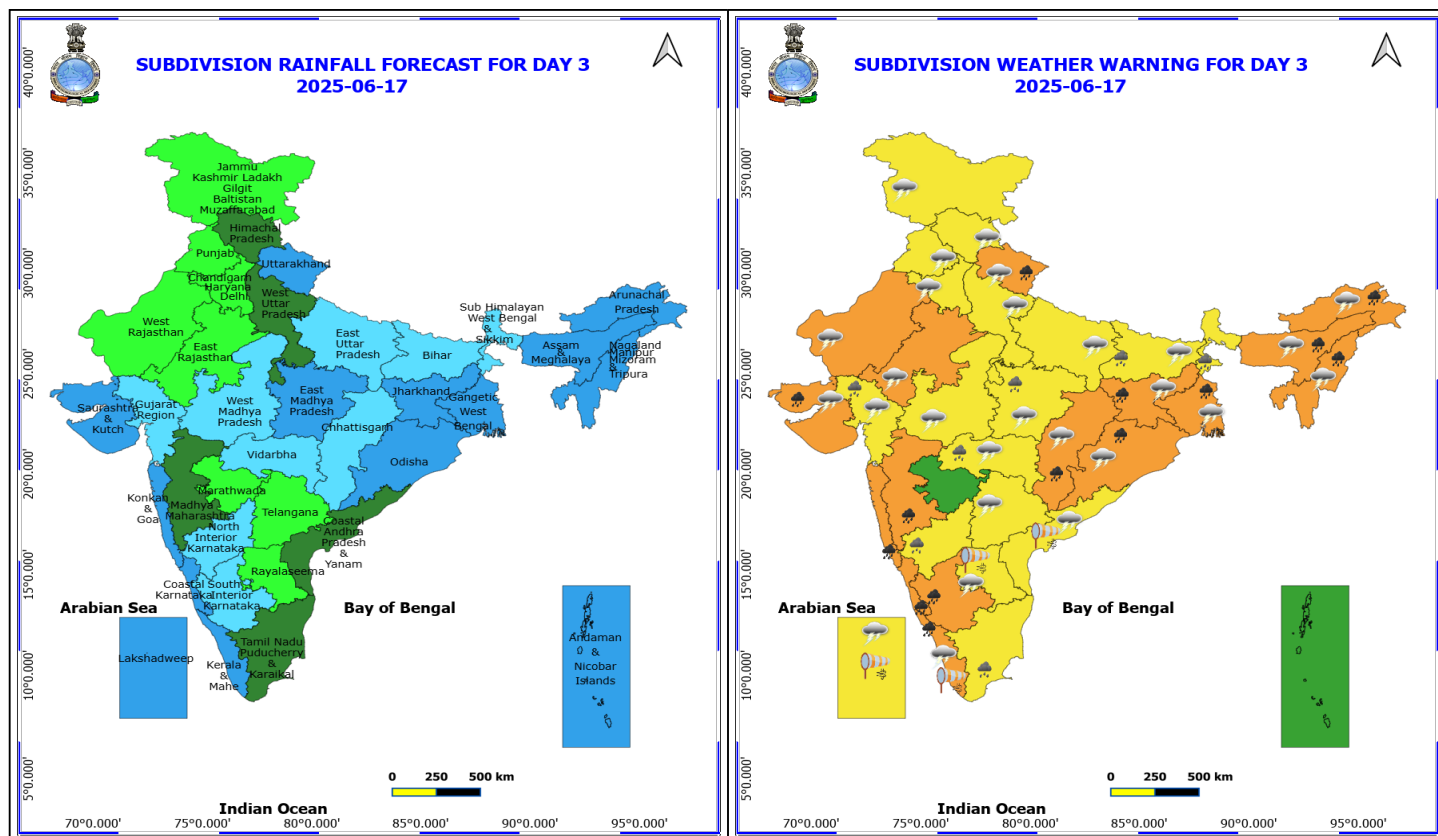 SUBDIVISION RAINFALL FORECAST FOR DAY 3
2025-06-17
40°0.000'
35°0.000'
30°0.000'
25°0.000'
20°0.000'
15°0.000'
10°0.000'
5°0.000'
Jammu
Kashmir Ladakh
Gilgit
Baltistan
Muzaffarabad
Himachal
Pradesh
Punjab
Uttarakhand
Chandigarh
Haryana
Delhi
West
Uttar
Pradesh
West
Rajasthan
East
Rajasthan
East
Uttar
Pradesh
Bihar
Sub Himalayan
West Bengal
&
Sikkim
Arunachal
Pradesh
Assam
&
Meghalaya
Nagaland
Manipur
Mizoram
&
Tripura
Saurashtra
&
Kutch
Gujarat
Region
West
Madhya
Pradesh
East
Madhya
Pradesh
Jharkhand
Gangetic
West
Bengal
Chhattisgarh
Vidarbha
Odisha
Konkan
&
Goa
Madhya
Maharashtra
Marathwada
Telangana
North
Interior
Karnataka
Coastal
Andhra
Pradesh
&
Yanam
Rayalaseema
Coastal
Karnataka
South
Interior
Karnataka
Arabian Sea
Bay of Bengal
Lakshadweep
Kerala
&
Mahe
Tamil Nadu
Puducherry
&
Karaikal
Andaman
&
Nicobar
Islands
0 250 500 km
Indian Ocean
70°0.000' 75°0.000' 80°0.000' 85°0.000' 90°0.000' 95°0.000'
SUBDIVISION WEATHER WARNING FOR DAY 3
2025-06-17
40°0.000'
35°0.000'
30°0.000'
25°0.000'
20°0.000'
15°0.000'
10°0.000'
5°0.000'
Arabian Sea
Bay of Bengal
0 250 500 km
Indian Ocean
70°0.000' 75°0.000' 80°0.000' 85°0.000' 90°0.000' 95°0.000'